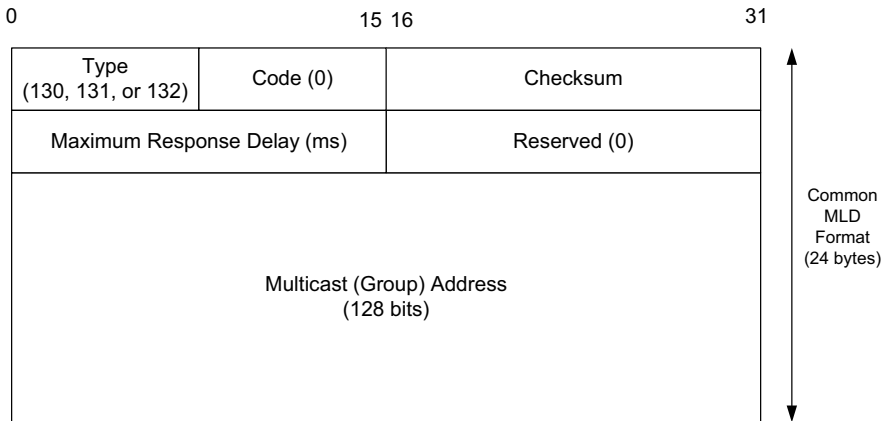 0
15 16
31
Type
(130, 131, or 132)
Code (0)
Checksum
Maximum Response Delay (ms)
Reserved (0)
Multicast (Group) Address
(128 bits)
Common
MLD
Format
(24 bytes)